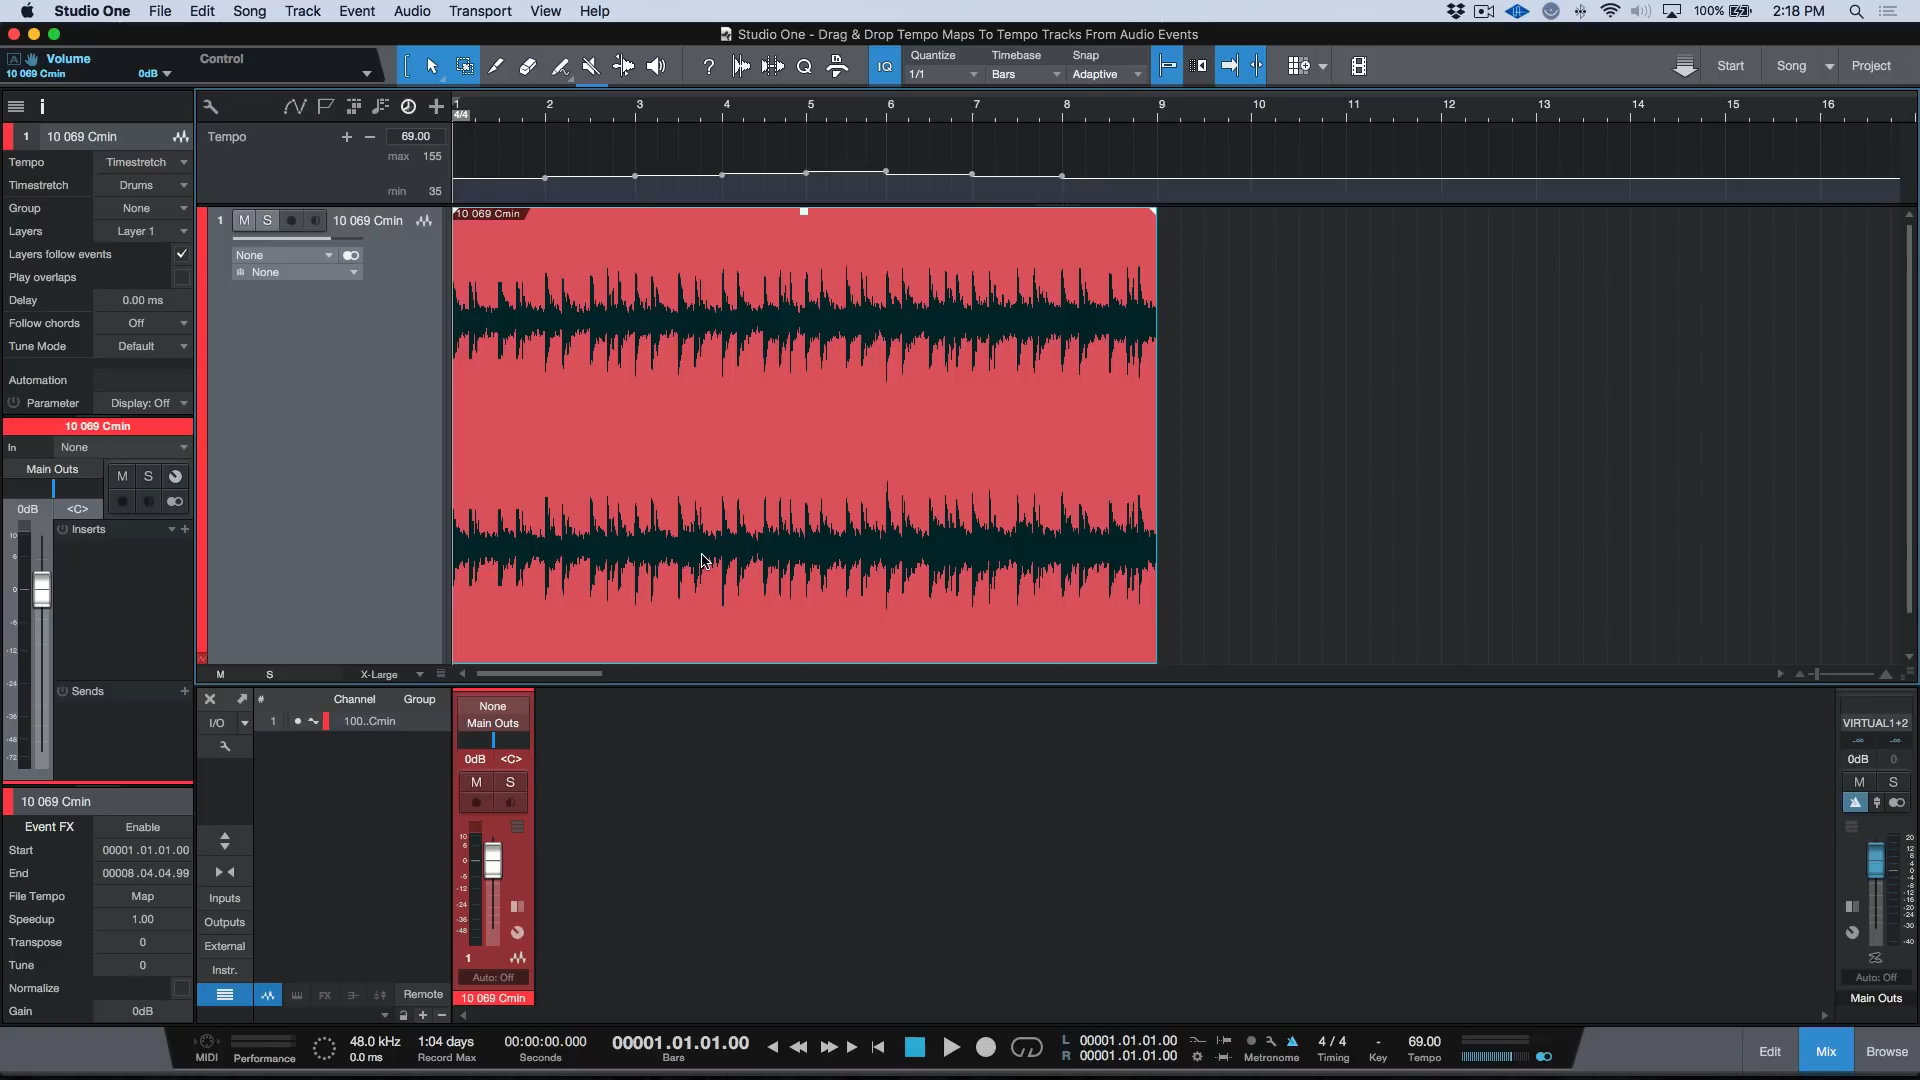 Studio One File Edit Song Track Event Audio Transport View Help
100% 2:18 PM
Studio One - Drag & Drop Tempo Maps To Tempo Tracks From Audio Events
Volume
10 069 Cmin 0dB
Control
IQ
Quantize
1/1
Timebase
Bars
Snap
Adaptive
Start Song Project
1 2 3 4 5 6 7 8 9 10 11 12 13 14 15 16
4/4
1 10 069 Cmin
Tempo Timestretch
Timestretch Drums
Group None
Layers Layer 1
Layers follow events
Play overlaps
Delay 0.00 ms
Follow chords Off
Tune Mode Default
Automation
Parameter Display: Off
Tempo + − 69.00
max 155
min 35
1 M S 10 069 Cmin
None
None
10 069 Cmin
10 069 Cmin
In None
Main Outs
M S
0dB <C>
Inserts
Sends
M S X-Large
# Channel Group
I/O
1 100..Cmin
Inputs
Outputs
External
Instr.
FX
Remote
None
Main Outs
0dB <C>
M S
1
Auto: Off
10 069 Cmin
VIRTUAL1+2
0dB 0
M S
Auto: Off
Main Outs
10 069 Cmin
Event FX Enable
Start 00001.01.01.00
End 00008.04.04.99
File Tempo Map
Speedup 1.00
Transpose 0
Tune 0
Normalize
Gain 0dB
MIDI
Performance
48.0 kHz
0.0 ms
1:04 days
Record Max
00:00:00.000
Seconds
00001.01.01.00
Bars
L 00001.01.01.00
R 00001.01.01.00
Metronome
4 / 4
Timing
-
Key
69.00
Tempo
Edit Mix Browse